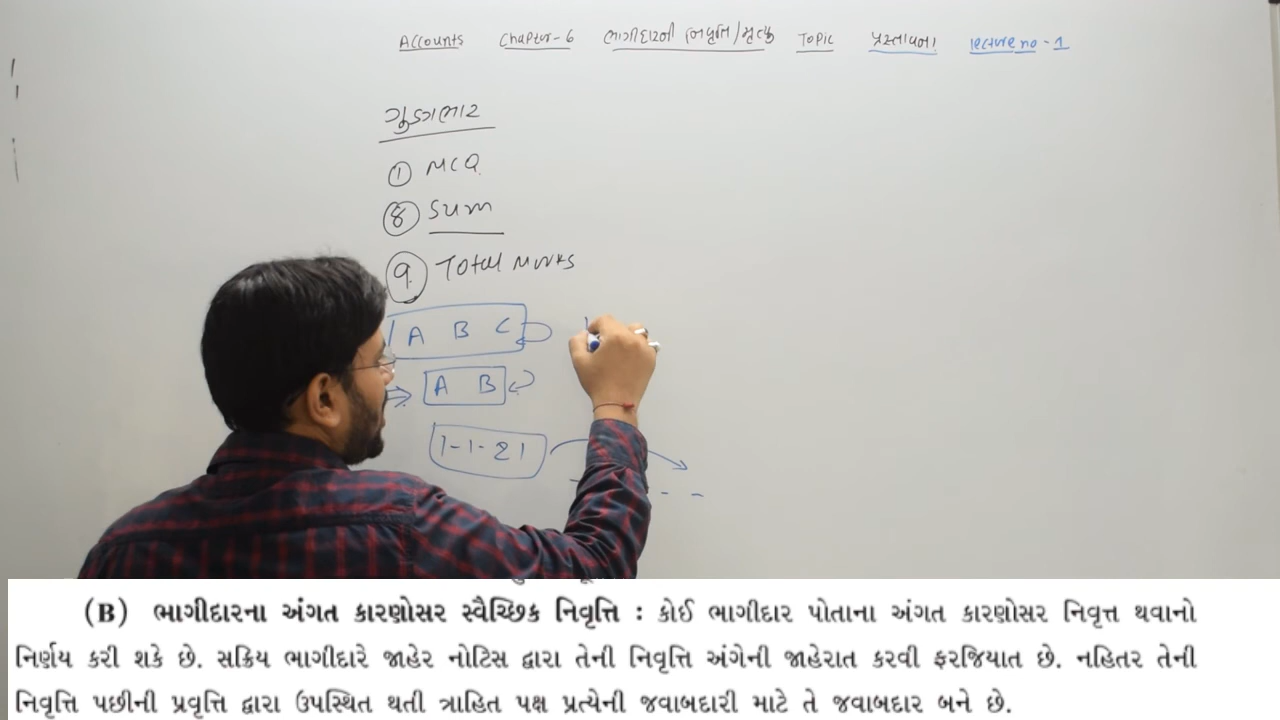 Accounts Chapter-6 ભાગીદારની નિવૃત્તિ/મૃત્યુ Topic પ્રસ્તાવના lecture no - 1
ગુણભાર
① MCQ
⑧ Sum
⑨ Total Marks
A B C
A B
1-1-21
(B) ભાગીદારના અંગત કારણોસર સ્વૈચ્છિક નિવૃત્તિ : કોઈ ભાગીદાર પોતાના અંગત કારણોસર નિવૃત્ત થવાનો
નિર્ણય કરી શકે છે. સક્રિય ભાગીદારે જાહેર નોટિસ દ્વારા તેની નિવૃત્તિ અંગેની જાહેરાત કરવી ફરજિયાત છે. નહિતર તેની
નિવૃત્તિ પછીની પ્રવૃત્તિ દ્વારા ઉપસ્થિત થતી ત્રાહિત પક્ષ પ્રત્યેની જવાબદારી માટે તે જવાબદાર બને છે.